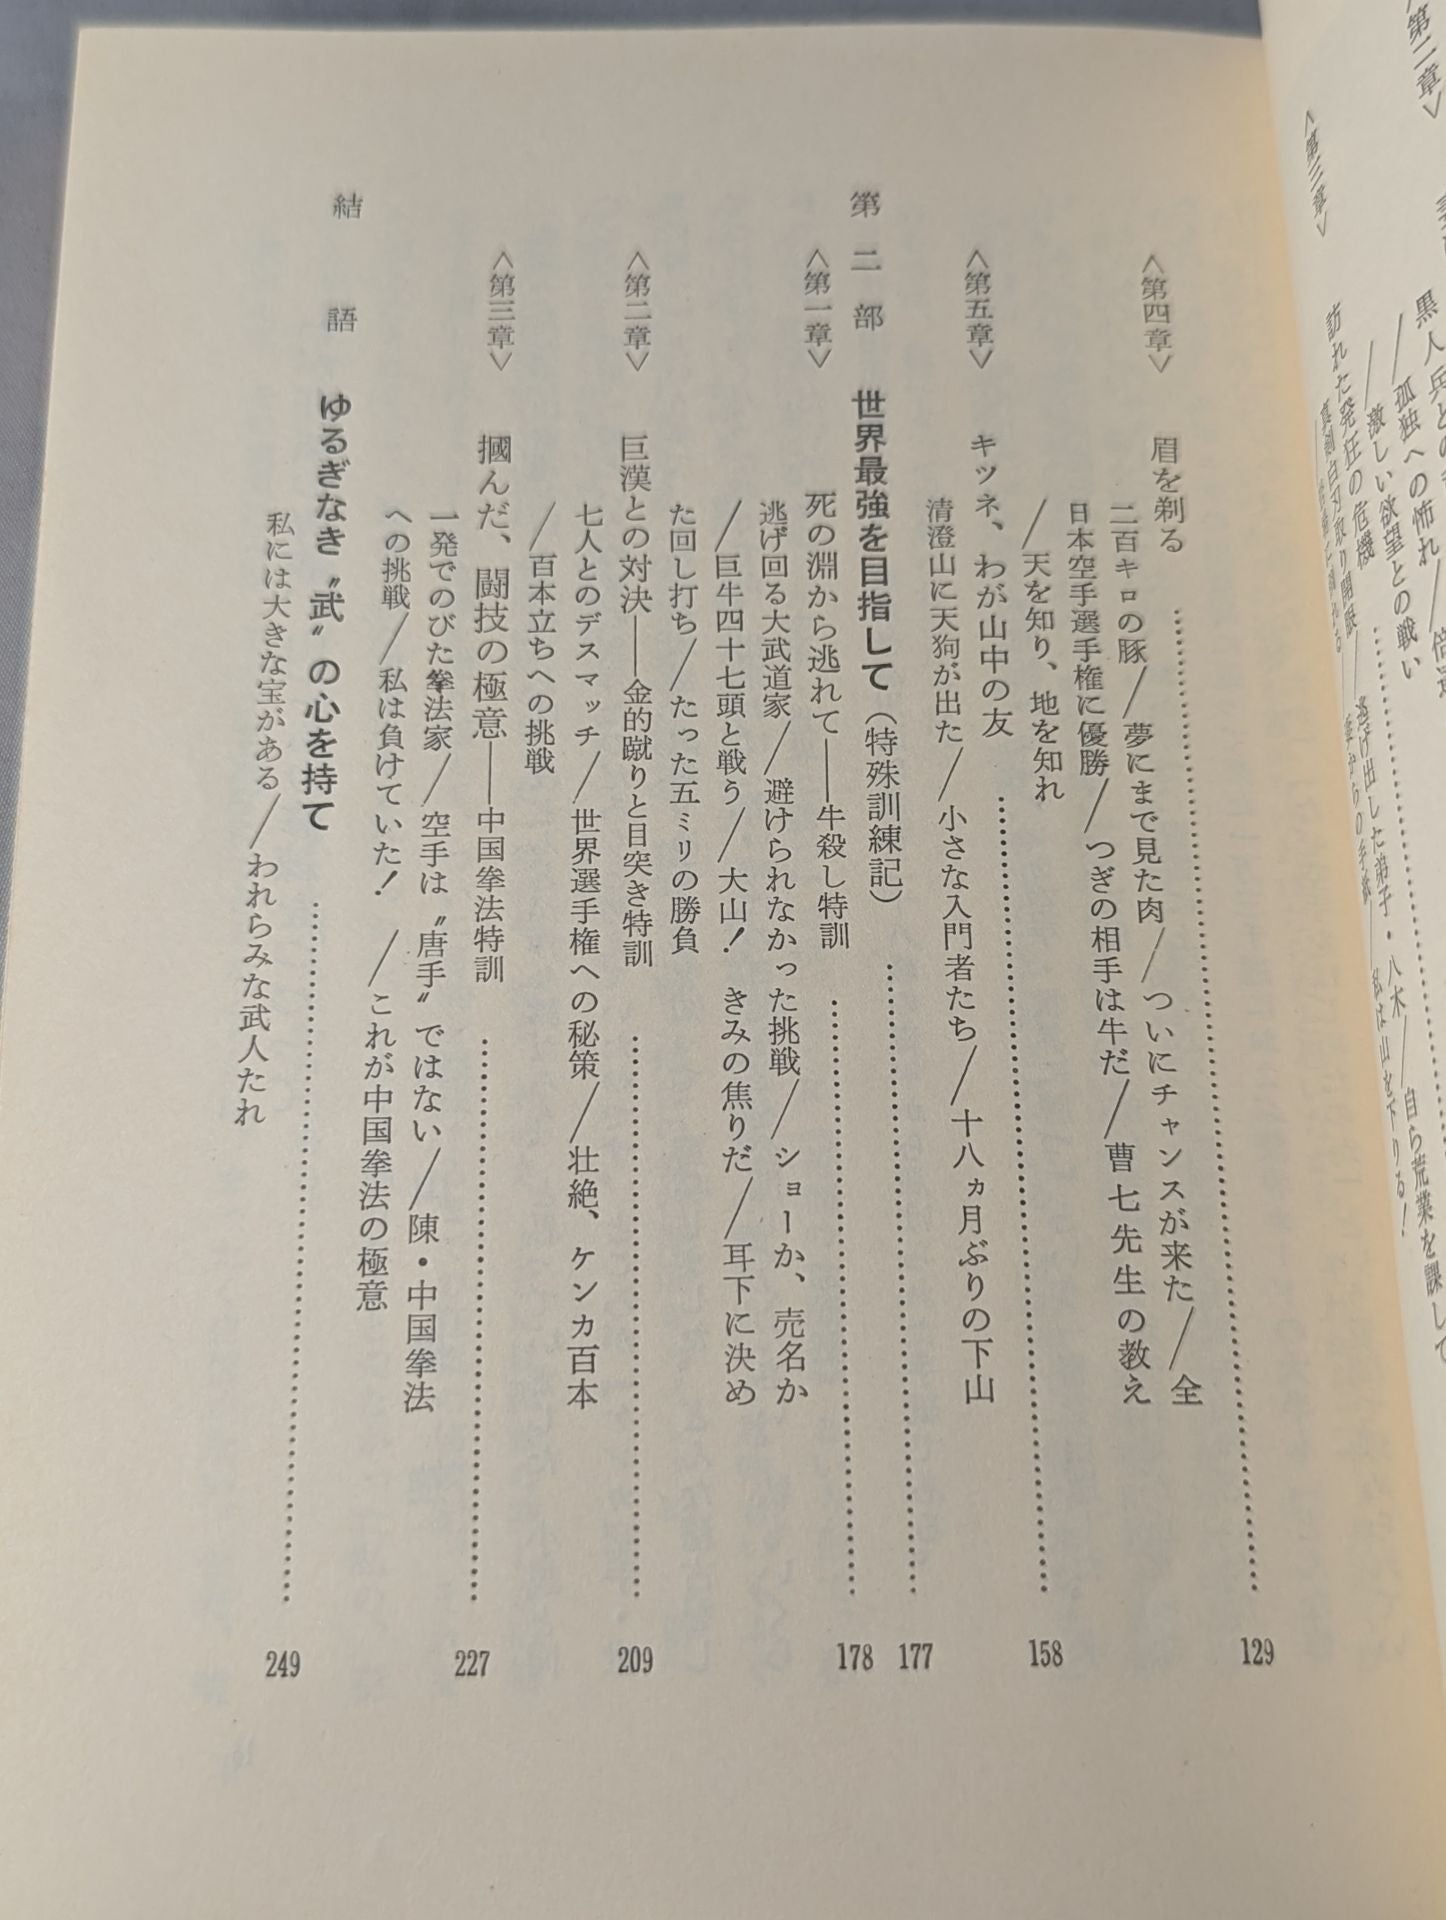 〈第二章〉
〈第三章〉
訪れた発狂の危機
／激しい欲望との戦い
／孤独への怖れ／
〈第四章〉 眉を剃る………129
二百キロの豚／夢にまで見た肉／ついにチャンスが来た／全
日本空手選手権に優勝／つぎの相手は牛だ／曹七先生の教え
／天を知り、地を知れ
〈第五章〉 キツネ、わが山中の友………158
清澄山に天狗が出た／小さな入門者たち／十八ヵ月ぶりの下山
第二部 世界最強を目指して（特殊訓練記）………177
〈第一章〉 死の淵から逃れて――牛殺し特訓………178
逃げ回る大武道家／避けられなかった挑戦／ショーか、売名か
／巨牛四十七頭と戦う／大山！ きみの焦りだ／耳下に決め
た回し打ち／たった五ミリの勝負
〈第二章〉 巨漢との対決――金的蹴りと目突き特訓………209
七人とのデスマッチ／世界選手権への秘策／壮絶、ケンカ百本
／百本立ちへの挑戦
〈第三章〉 摑んだ、闘技の極意――中国拳法特訓………227
一発でのびた拳法家／空手は〝唐手〟ではない／陳・中国拳法
への挑戦／私は負けていた！ ／これが中国拳法の極意
結語 ゆるぎなき〝武〟の心を持て………249
私には大きな宝がある／われらみな武人たれ